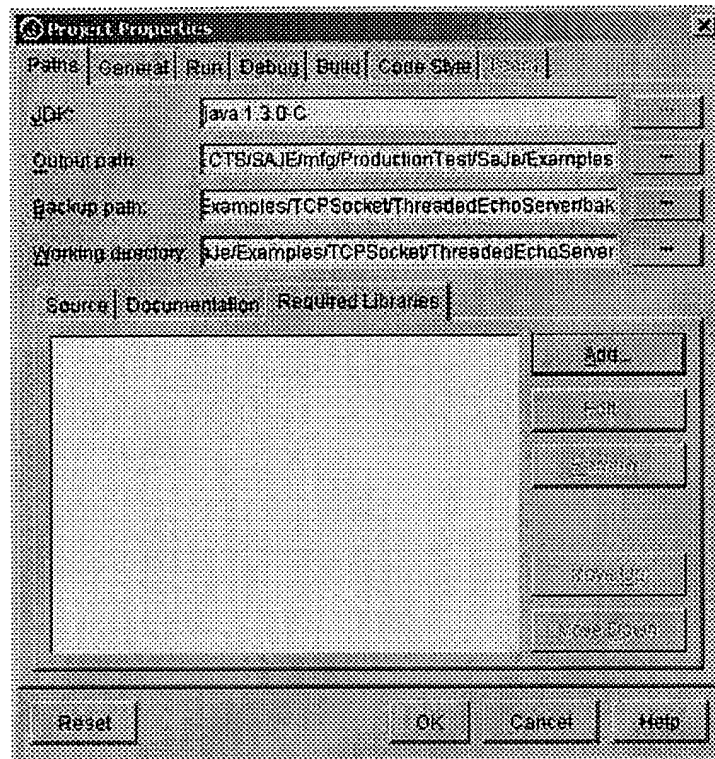 Project Properties
Paths General Run Debug Build Code Style
JDK: java 1.3.0-C
Output path: CTS/SAJE/mfg/ProductionTest/SaJe/Examples ...
Backup path: Examples/TCPSocket/ThreadedEchoServer/bak ...
Working directory: aJe/Examples/TCPSocket/ThreadedEchoServer ...
Source Documentation Required Libraries
Add...
Edit...
Remove
Move Up
Move Down
Reset OK Cancel Help